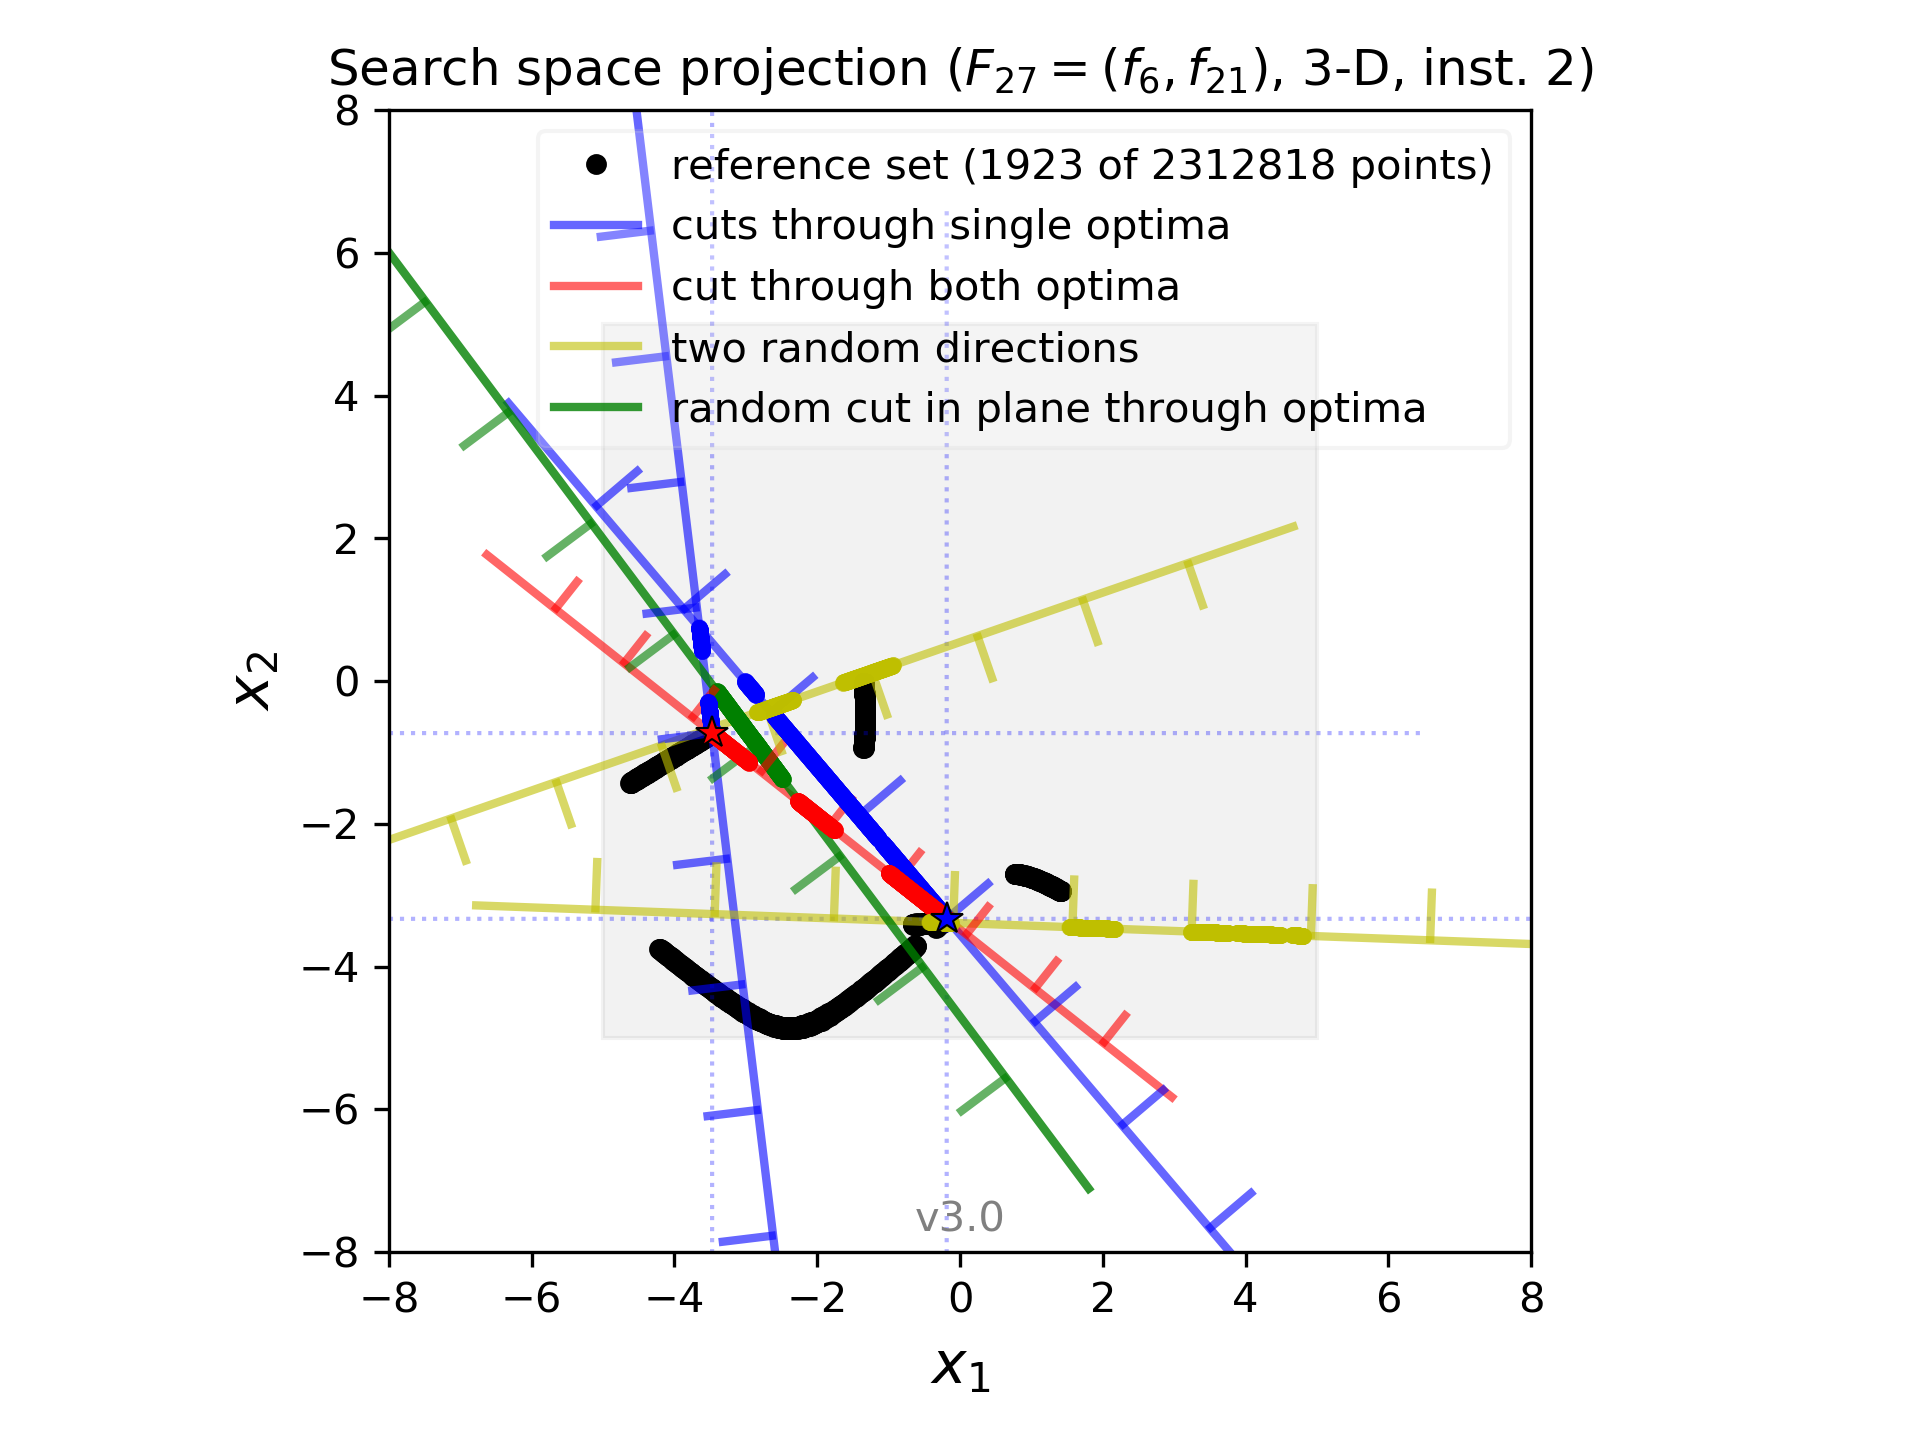 Search space projection (F₂₇ = (f₆, f₂₁), 3-D, inst. 2)
reference set (1923 of 2312818 points)
cuts through single optima
cut through both optima
two random directions
random cut in plane through optima
8
6
4
2
0
−2
−4
−6
−8
x₂
v3.0
−8 −6 −4 −2 0 2 4 6 8
x₁